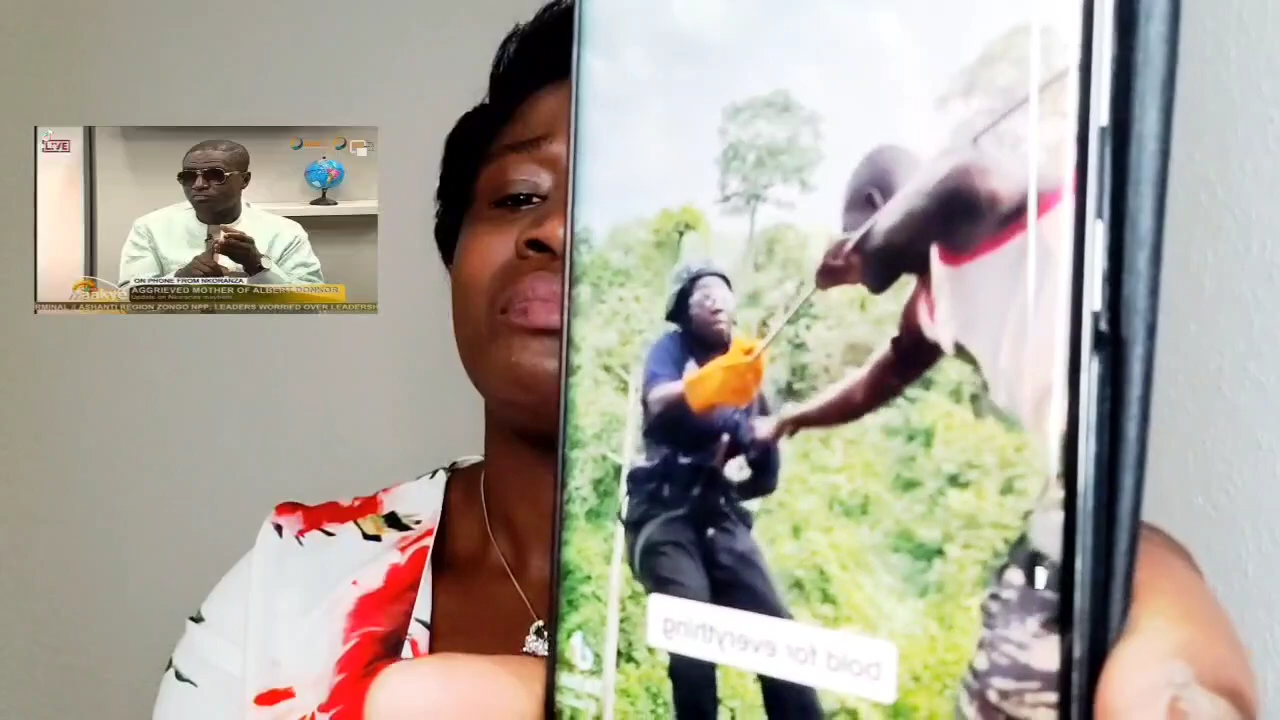 LIVE
ON PHONE FROM NKORANZA
AGGRIEVED MOTHER OF ALBERT DONKOR
Update on Nkoranza mayhem
RMINAL // ASHANTI REGION ZONGO NPP, LEADERS WORRIED OVER LEADERSH
bold for everything